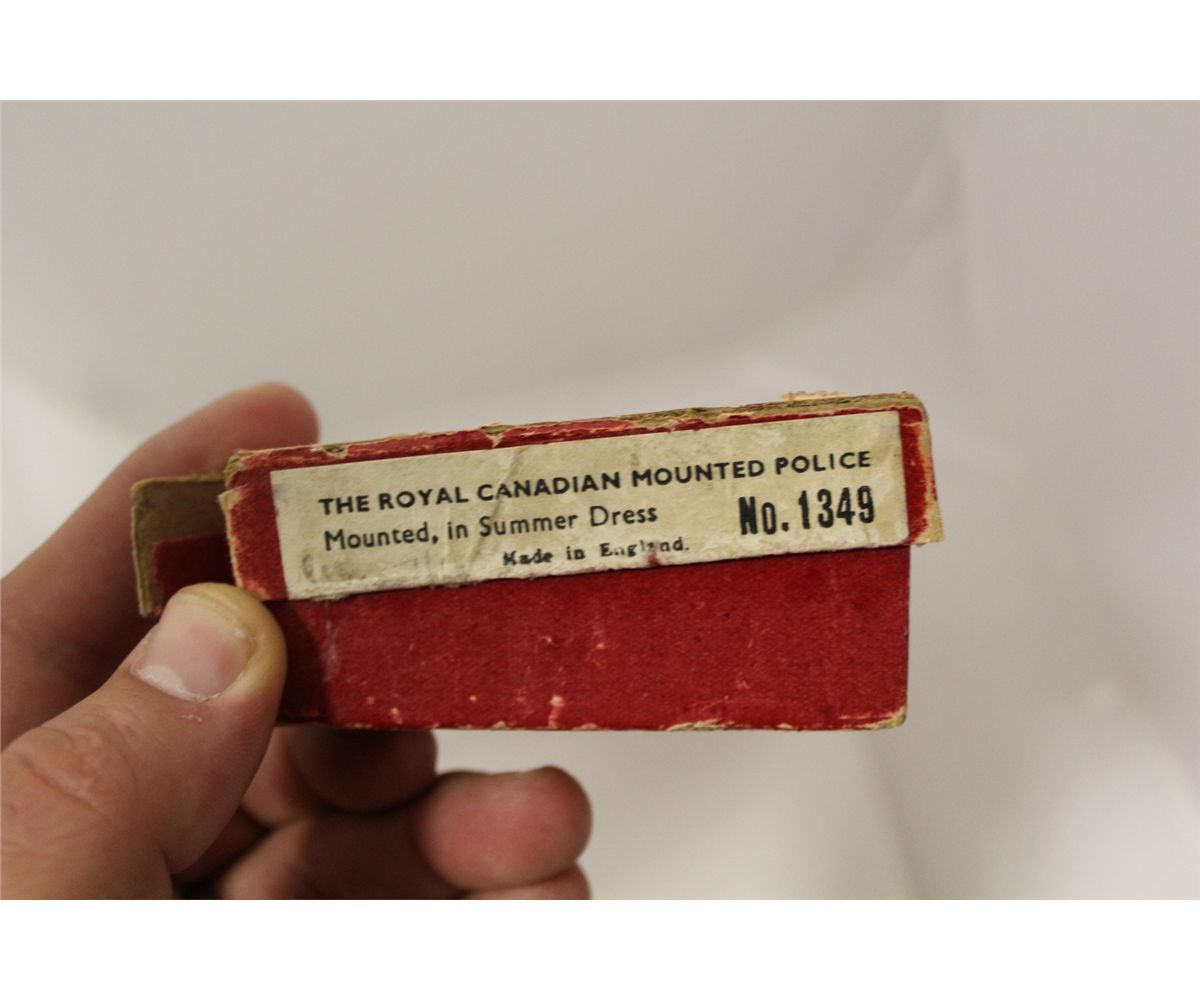 THE ROYAL CANADIAN MOUNTED POLICE
Mounted, in Summer Dress No. 1349
Made in England.